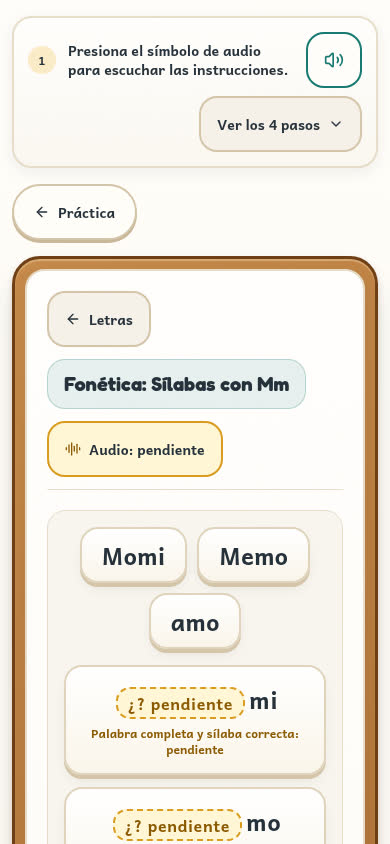 1
Presiona el símbolo de audio
para escuchar las instrucciones.
Ver los 4 pasos
Práctica
Letras
Fonética: Sílabas con Mm
Audio: pendiente
Momi
Memo
amo
¿? pendiente mi
Palabra completa y sílaba correcta:
pendiente
¿? pendiente mo